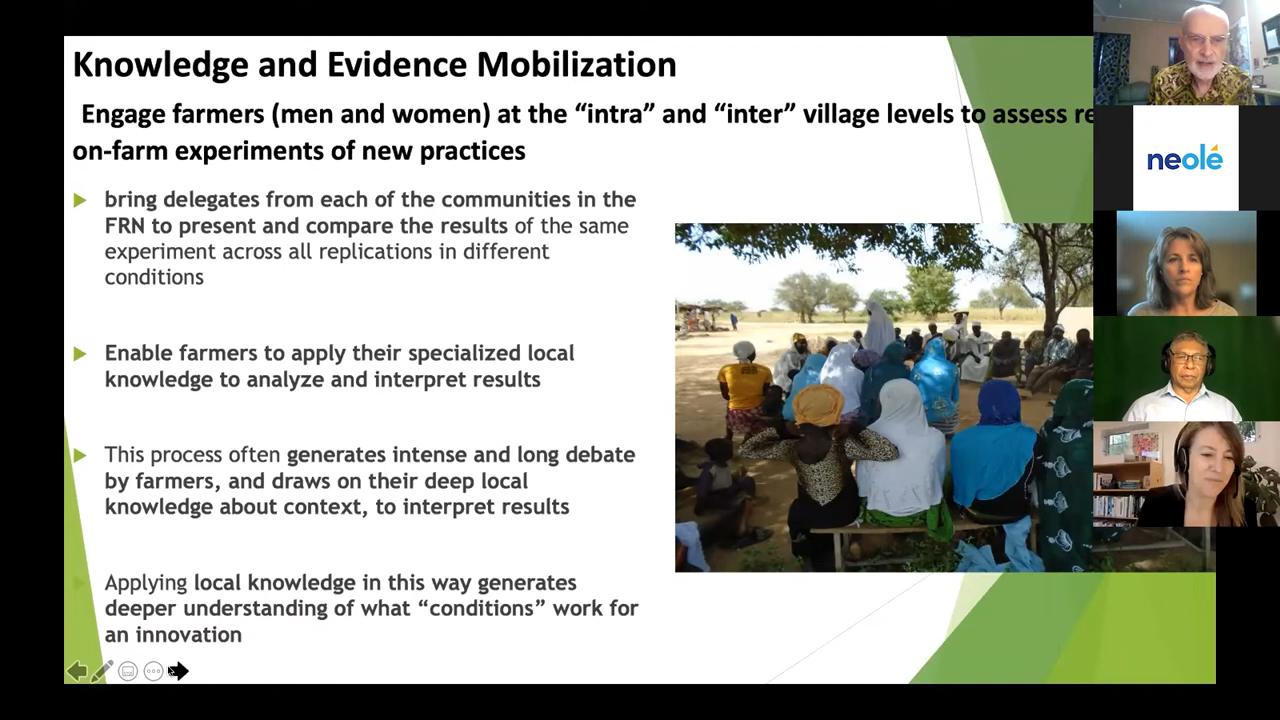 Knowledge and Evidence Mobilization
Engage farmers (men and women) at the “intra” and “inter” village levels to assess
on-farm experiments of new practices
bring delegates from each of the communities in the
FRN to present and compare the results of the same
experiment across all replications in different
conditions
Enable farmers to apply their specialized local
knowledge to analyze and interpret results
This process often generates intense and long debate
by farmers, and draws on their deep local
knowledge about context, to interpret results
Applying local knowledge in this way generates
deeper understanding of what “conditions” work for
an innovation
neolé